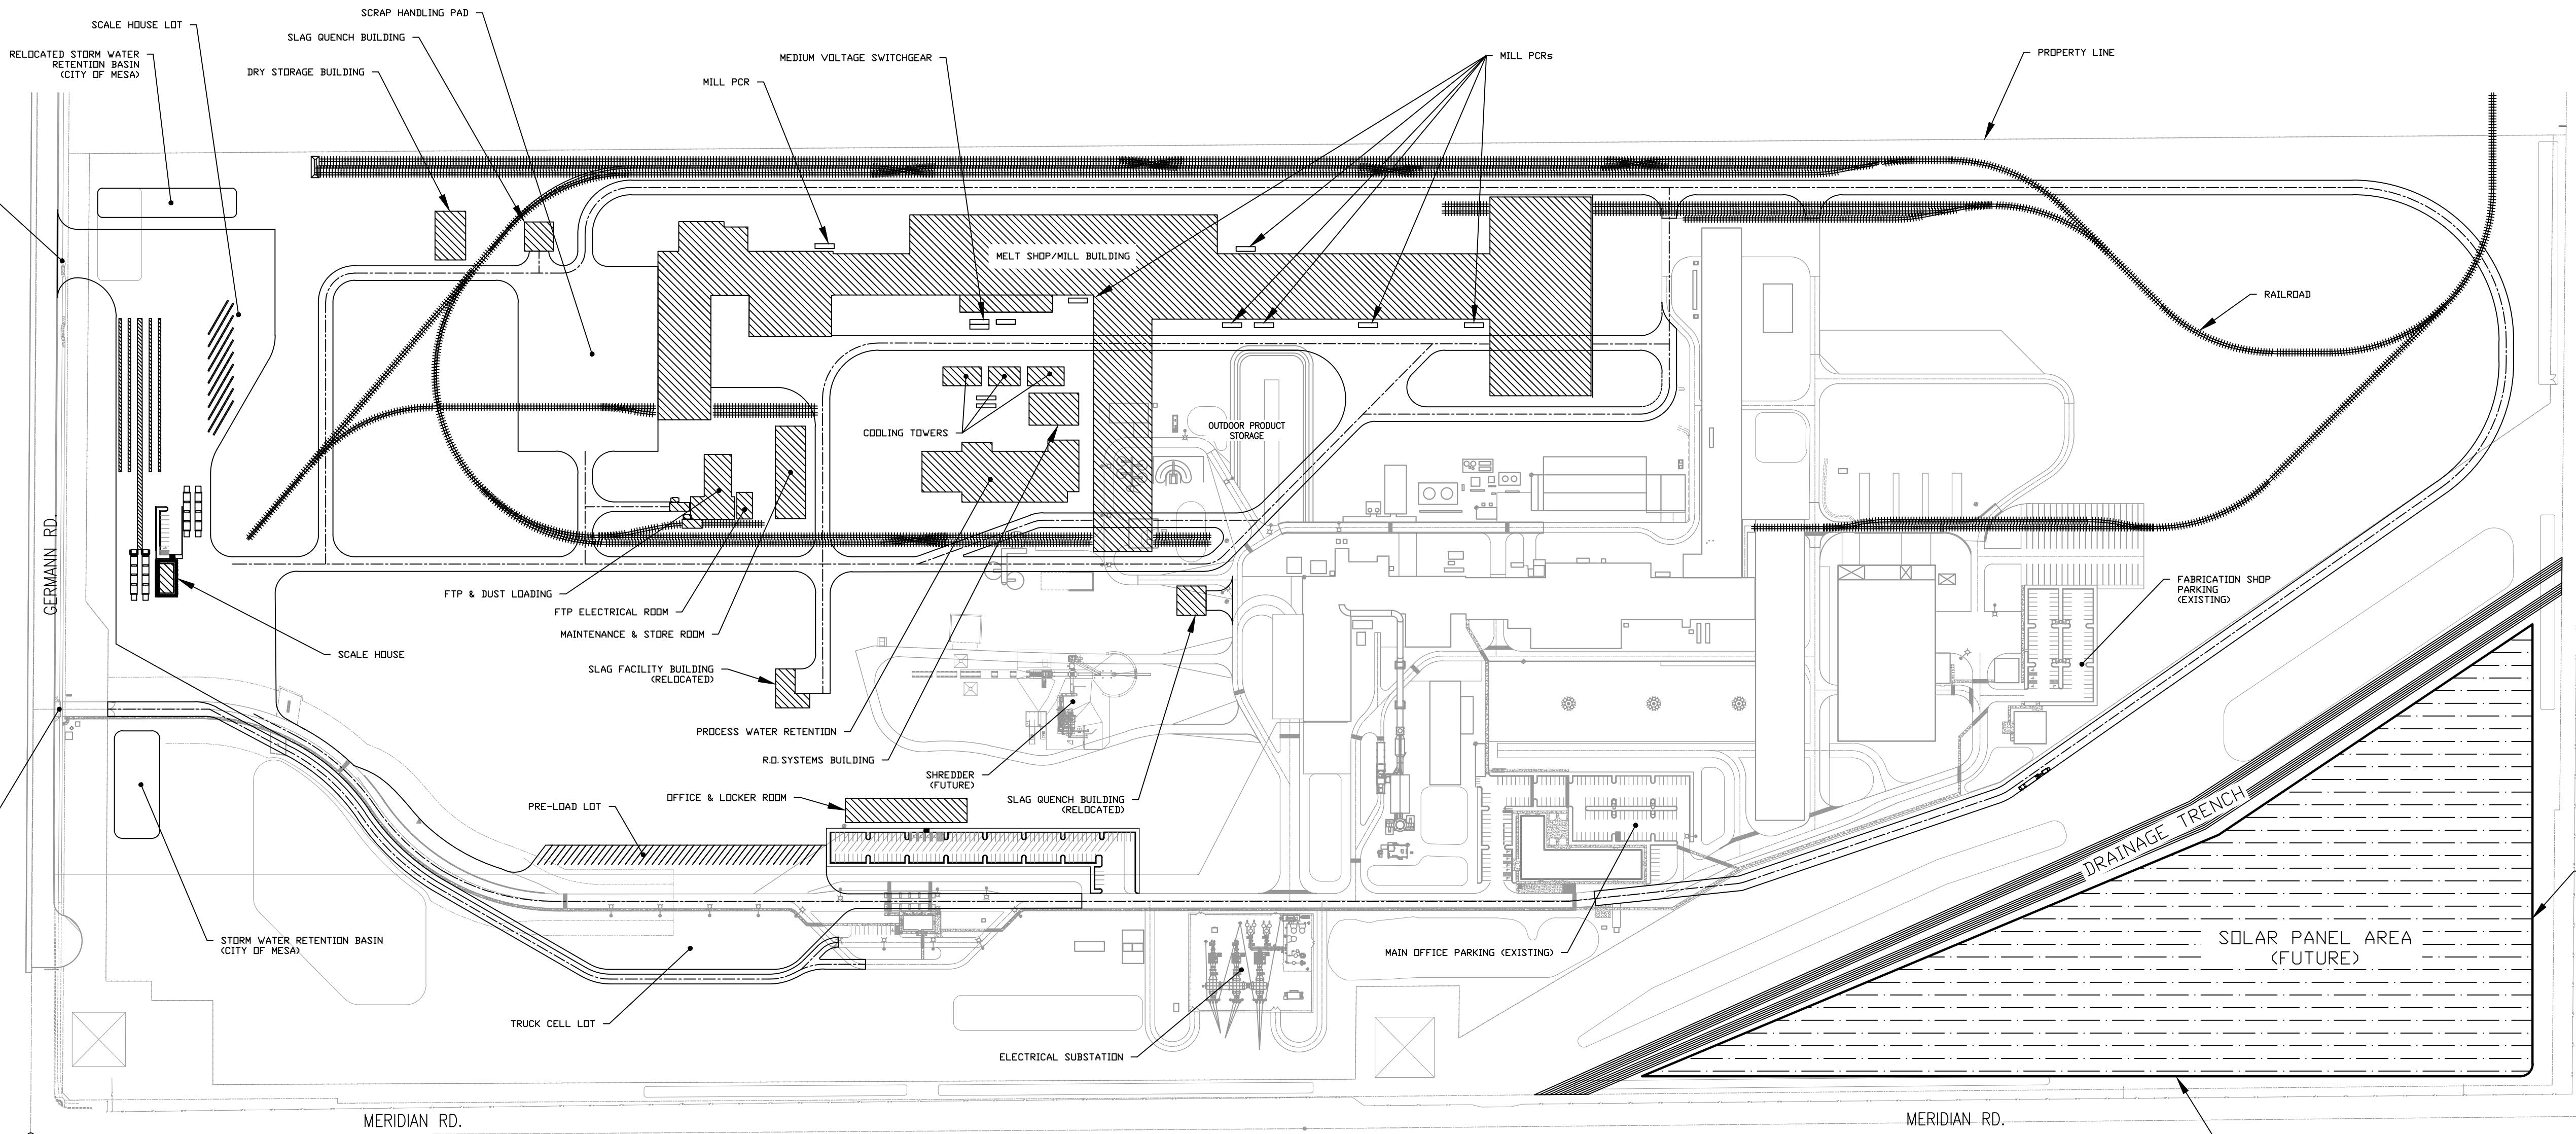 SCRAP HANDLING PAD
SCALE HOUSE LOT
SLAG QUENCH BUILDING
RELOCATED STORM WATER
RETENTION BASIN
(CITY OF MESA)
DRY STORAGE BUILDING
MILL PCR
MEDIUM VOLTAGE SWITCHGEAR
MILL PCRs
PROPERTY LINE
MELT SHOP/MILL BUILDING
RAILROAD
COOLING TOWERS
OUTDOOR PRODUCT
STORAGE
GERMANN RD.
FTP & DUST LOADING
FTP ELECTRICAL ROOM
MAINTENANCE & STORE ROOM
SCALE HOUSE
SLAG FACILITY BUILDING
(RELOCATED)
FABRICATION SHOP
PARKING
(EXISTING)
PROCESS WATER RETENTION
R.O.SYSTEMS BUILDING
SHREDDER
(FUTURE)
SLAG QUENCH BUILDING
(RELOCATED)
OFFICE & LOCKER ROOM
PRE-LOAD LOT
DRAINAGE TRENCH
STORM WATER RETENTION BASIN
(CITY OF MESA)
MAIN OFFICE PARKING (EXISTING)
SOLAR PANEL AREA
(FUTURE)
TRUCK CELL LOT
ELECTRICAL SUBSTATION
MERIDIAN RD.
MERIDIAN RD.